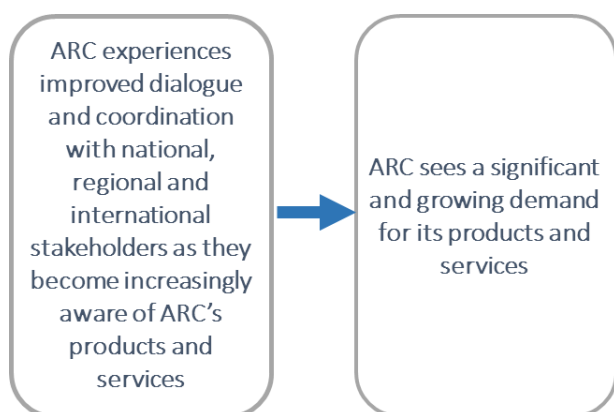 ARC experiences
improved dialogue
and coordination
with national,
regional and
international
stakeholders as they
become increasingly
aware of ARC’s
products and
services
ARC sees a significant
and growing demand
for its products and
services